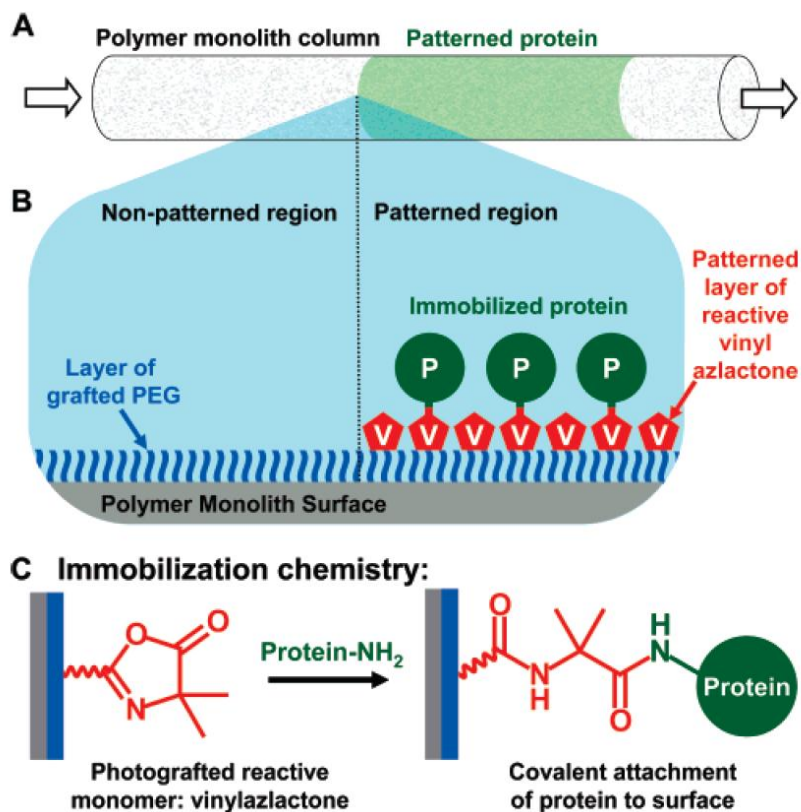 A
Polymer monolith column
Patterned protein
B
Non-patterned region
Patterned region
Patterned
layer of
reactive
vinyl
azlactone
Immobilized protein
Layer of
grafted PEG
P P P
V V V V V V V
Polymer Monolith Surface
C Immobilization chemistry:
O
O
N
Protein-NH₂
O
N
H
O
H
N
Protein
Photografted reactive
monomer: vinylazlactone
Covalent attachment
of protein to surface